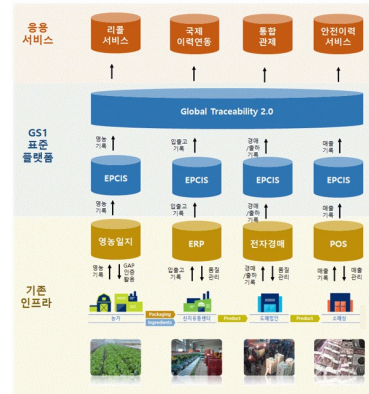 응용
서비스
리콜
서비스
국제
이력연동
통합
관제
안전이력
서비스
GS1
표준
플랫폼
Global Traceability 2.0
영농
기록
입출고
기록
경매
/출하
기록
매출
기록
EPCIS
EPCIS
EPCIS
EPCIS
영농
기록
입출고
기록
경매
/출하
기록
매출
기록
기존
인프라
영농일지
ERP
전자경매
POS
영농
기록
GAP
인증
활용
입출고
기록
품질
관리
경매
/출하
기록
품질
관리
매출
기록
매출
관리
농가
Packaging
Ingredients
산지유통센터
Product
도매법인
Product
소매상